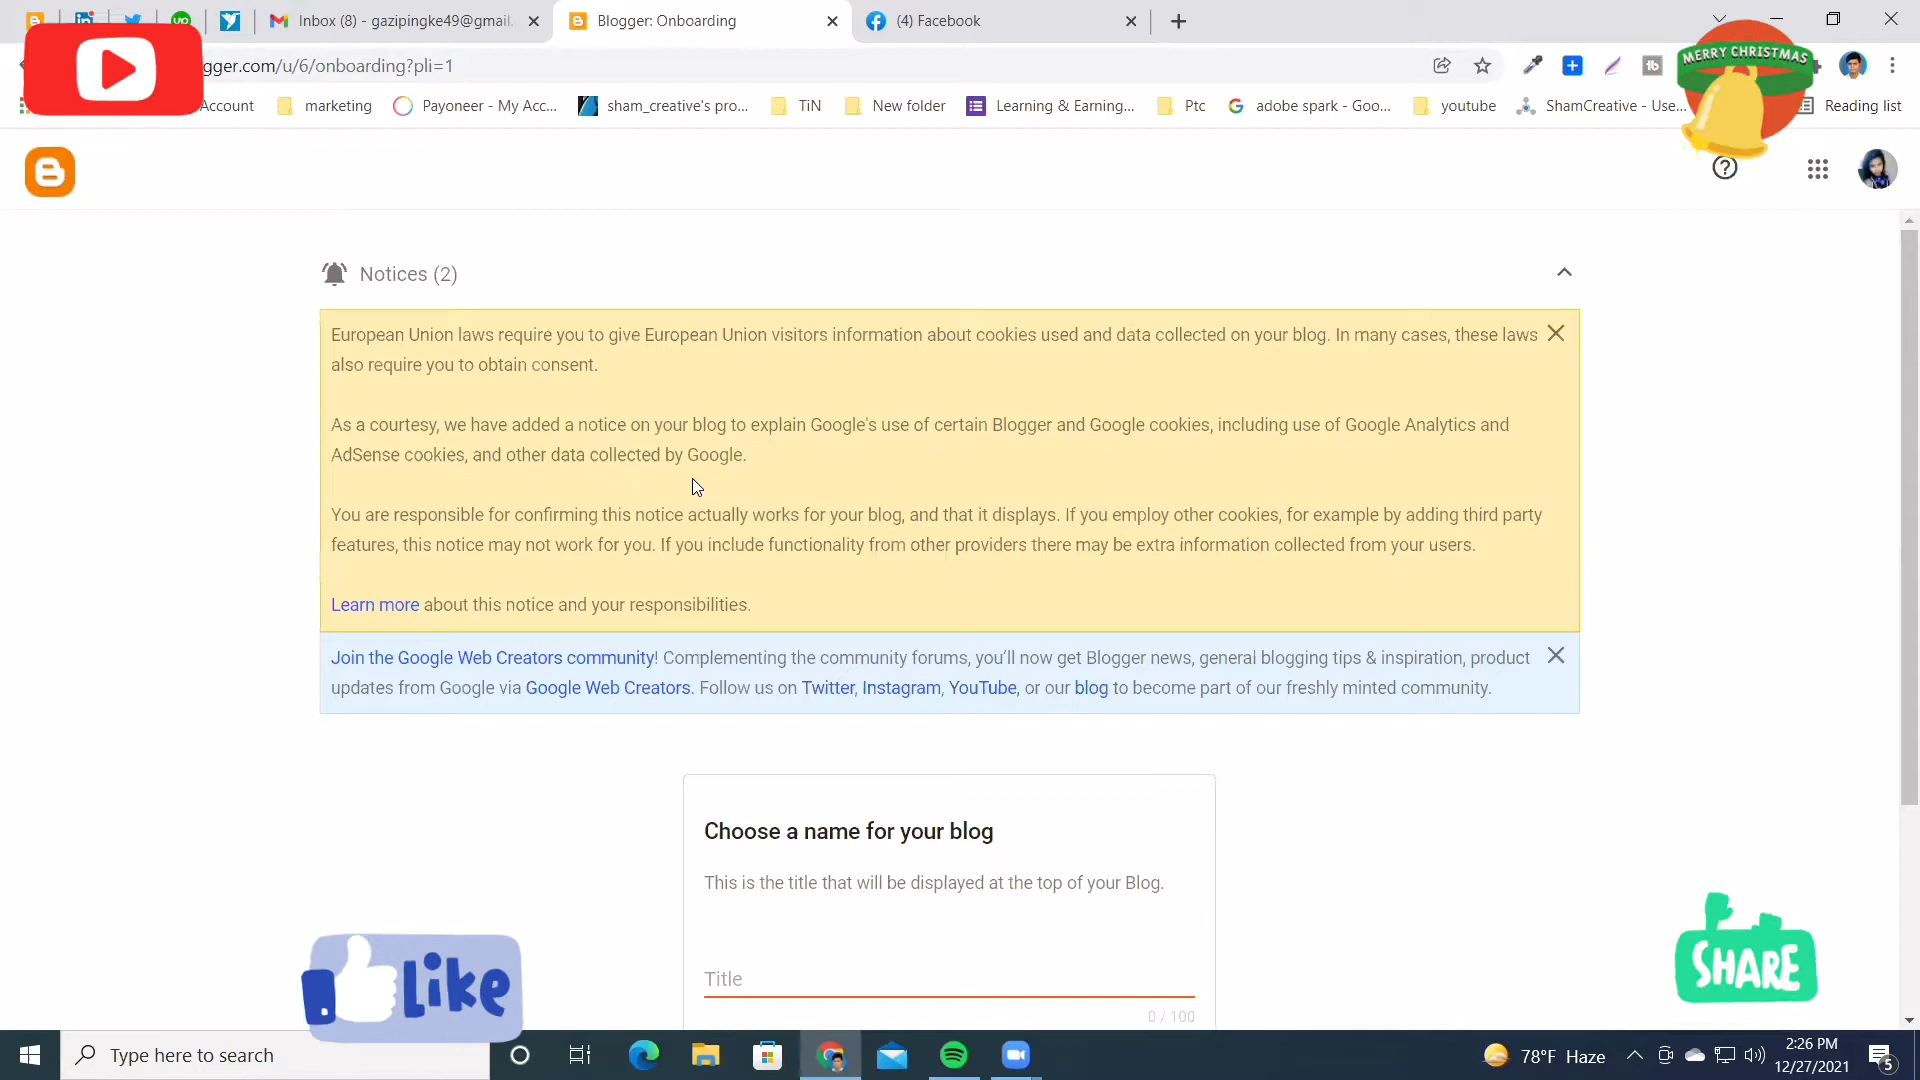 Inbox (8) - gazipingke49@gmail.
Blogger: Onboarding
(4) Facebook
gger.com/u/6/onboarding?pli=1
Account
marketing
Payoneer - My Acc...
sham_creative's pro...
TiN
New folder
Learning & Earning...
Ptc
adobe spark - Goo...
youtube
ShamCreative - Use...
Reading list
MERRY CHRISTMAS
Notices (2)
European Union laws require you to give European Union visitors information about cookies used and data collected on your blog. In many cases, these laws
also require you to obtain consent.
As a courtesy, we have added a notice on your blog to explain Google's use of certain Blogger and Google cookies, including use of Google Analytics and
AdSense cookies, and other data collected by Google.
You are responsible for confirming this notice actually works for your blog, and that it displays. If you employ other cookies, for example by adding third party
features, this notice may not work for you. If you include functionality from other providers there may be extra information collected from your users.
Learn more about this notice and your responsibilities.
Join the Google Web Creators community! Complementing the community forums, you’ll now get Blogger news, general blogging tips & inspiration, product
updates from Google via Google Web Creators. Follow us on Twitter, Instagram, YouTube, or our blog to become part of our freshly minted community.
Choose a name for your blog
This is the title that will be displayed at the top of your Blog.
Title
0 / 100
Like
SHARE
Type here to search
78°F Haze
2:26 PM
12/27/2021
5